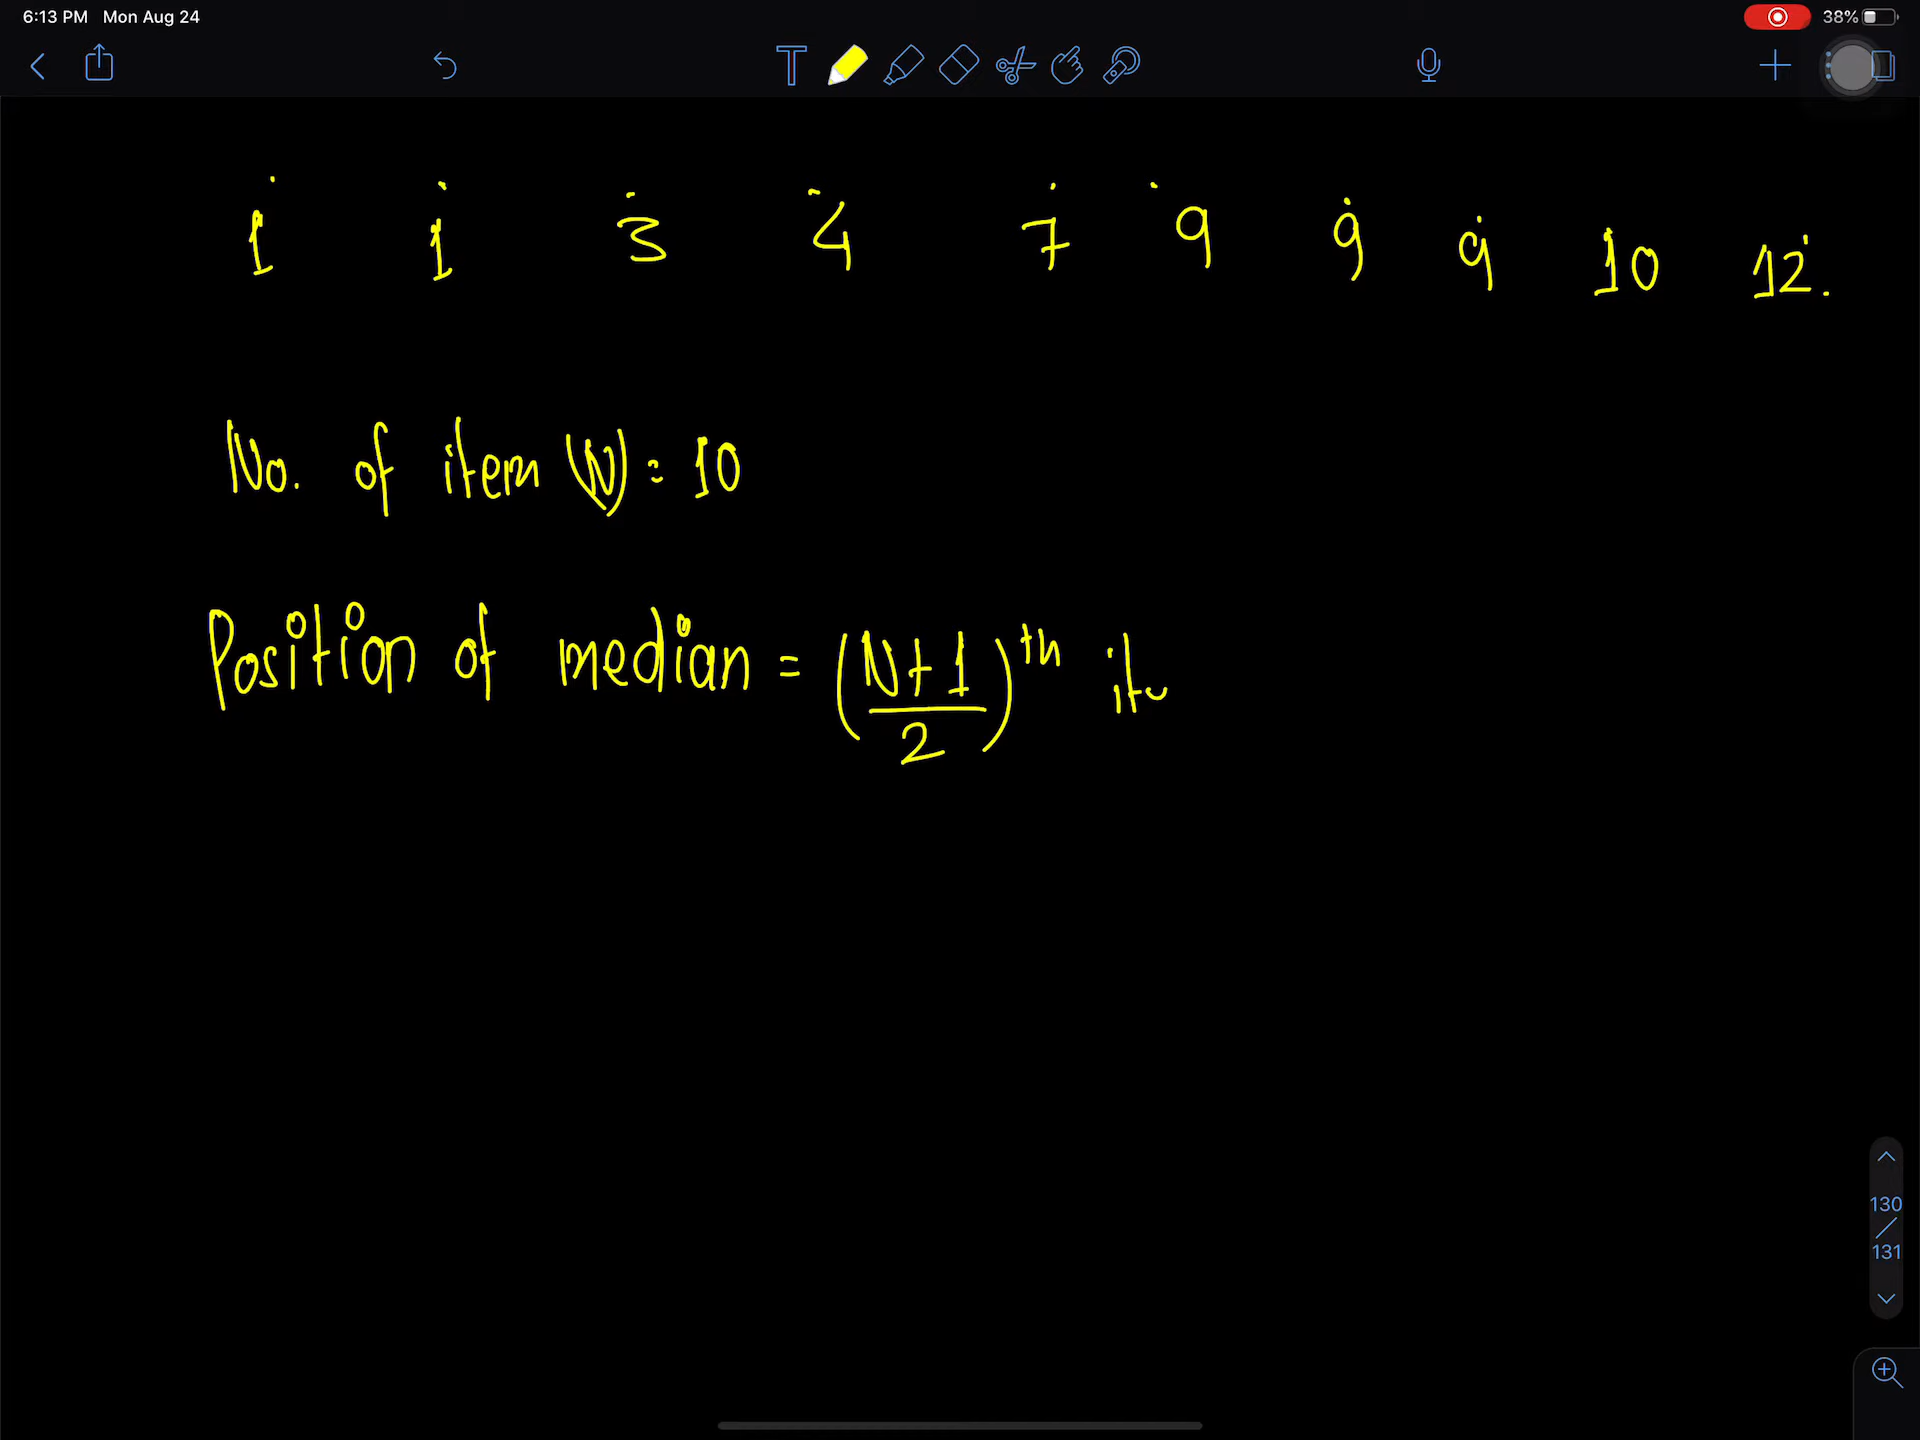 6:13 PM Mon Aug 24
38%
T
1 1 3 4 7 9 9 9 10 12.
No. of item (N) = 10
Position of median = (N+1/2)th ite
130
131